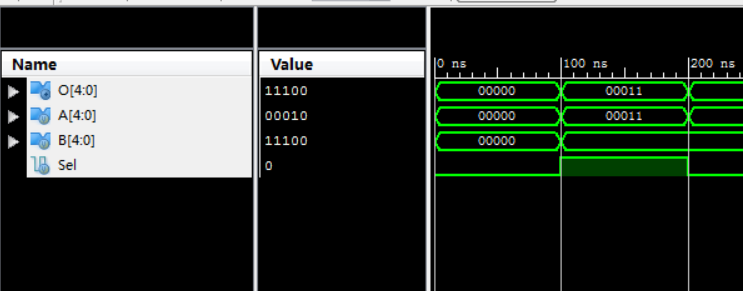 Name Value 0 ns 100 ns 200 ns
O[4:0] 11100 00000 00011
A[4:0] 00010 00000 00011
B[4:0] 11100 00000
Sel 0